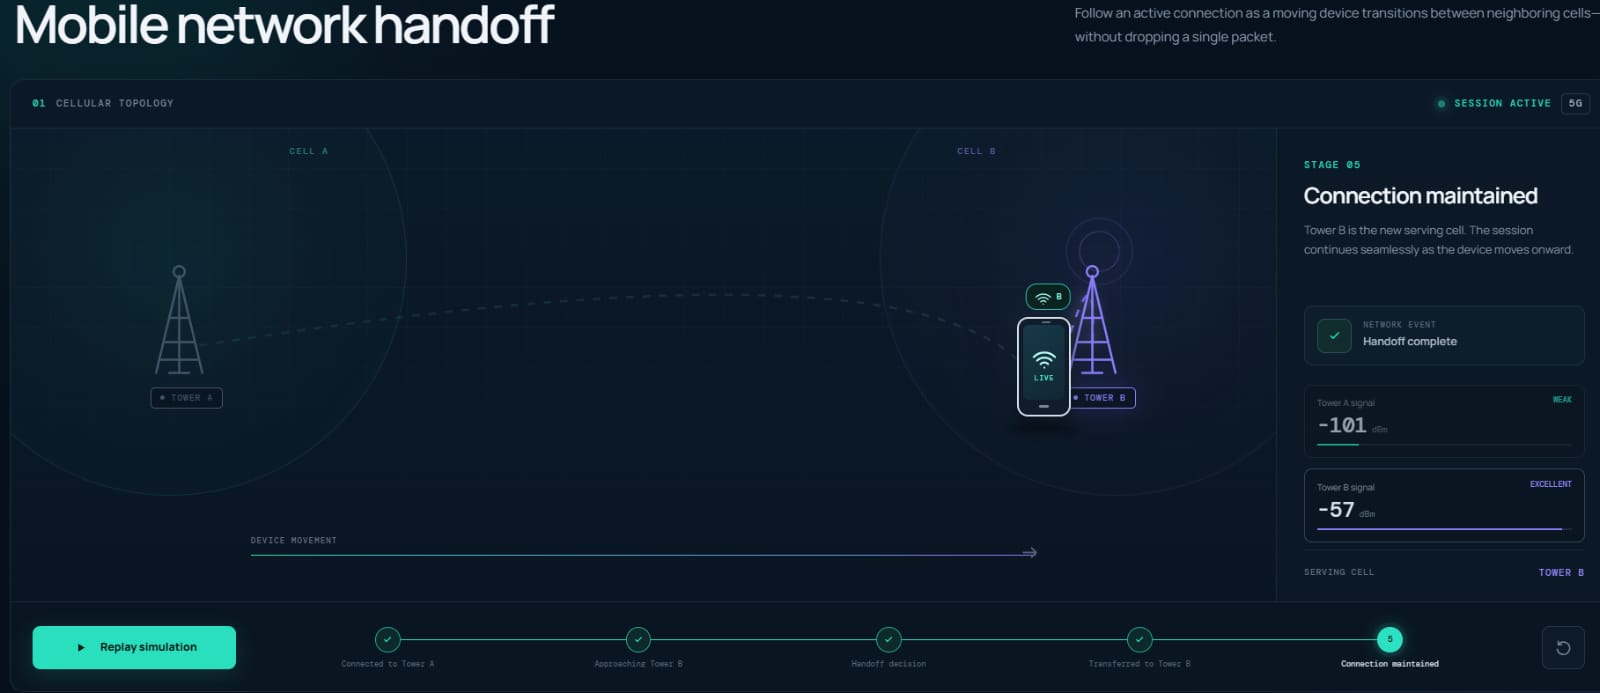 Mobile network handoff
Follow an active connection as a moving device transitions between neighboring cells—
without dropping a single packet.
01 CELLULAR TOPOLOGY
SESSION ACTIVE 5G
CELL A
CELL B
B
LIVE
TOWER A
TOWER B
DEVICE MOVEMENT
STAGE 05
Connection maintained
Tower B is the new serving cell. The session
continues seamlessly as the device moves onward.
NETWORK EVENT
Handoff complete
Tower A signal WEAK
-101 dBm
Tower B signal EXCELLENT
-57 dBm
SERVING CELL TOWER B
Replay simulation
5
Connected to Tower A
Approaching Tower B
Handoff decision
Transferred to Tower B
Connection maintained